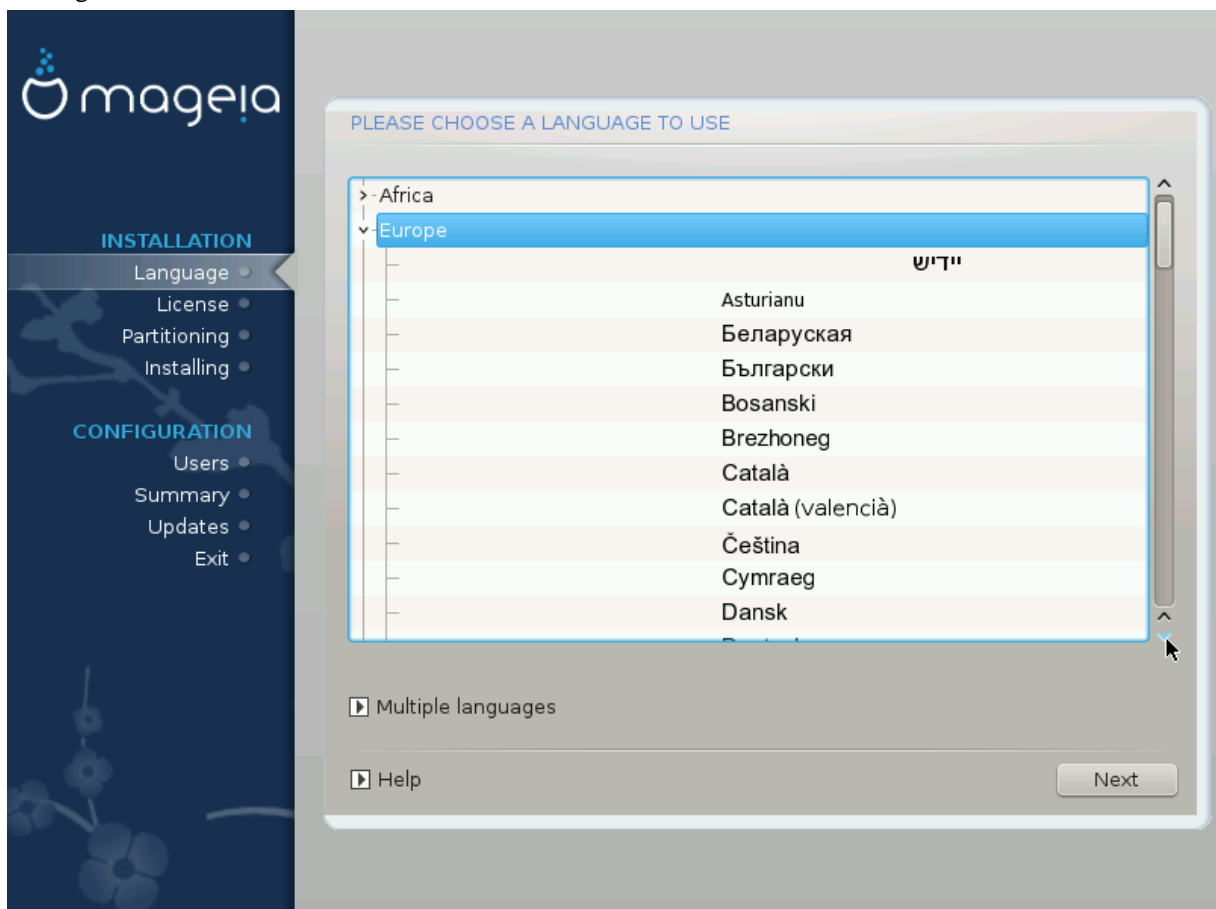 mageia
PLEASE CHOOSE A LANGUAGE TO USE
Africa
Europe
ייִדיש
Asturianu
Беларуская
Български
Bosanski
Brezhoneg
Català
Català (valencià)
Čeština
Cymraeg
Dansk
INSTALLATION
Language
License
Partitioning
Installing
CONFIGURATION
Users
Summary
Updates
Exit
Multiple languages
Help
Next